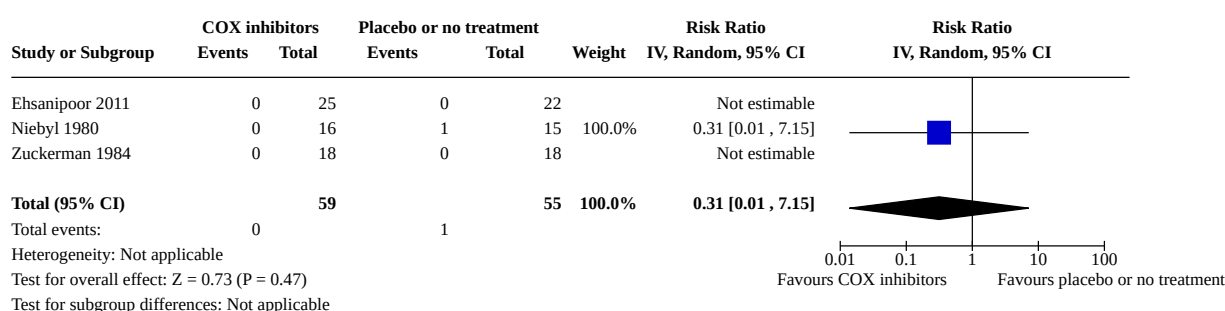 COX inhibitors Placebo or no treatment Risk Ratio Risk Ratio
Study or Subgroup Events Total Events Total Weight IV, Random, 95% CI IV, Random, 95% CI
Ehsanipoor 2011 0 25 0 22 Not estimable
Niebyl 1980 0 16 1 15 100.0% 0.31 [0.01 , 7.15]
Zuckerman 1984 0 18 0 18 Not estimable
Total (95% CI) 59 55 100.0% 0.31 [0.01 , 7.15]
Total events: 0 1
Heterogeneity: Not applicable
0.01 0.1 1 10 100
Test for overall effect: Z = 0.73 (P = 0.47) Favours COX inhibitors Favours placebo or no treatment
Test for subgroup differences: Not applicable